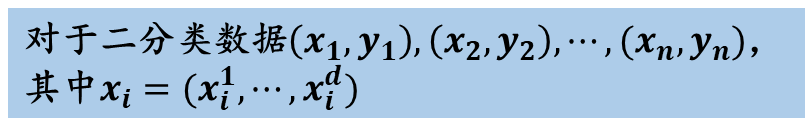 对于二分类数据(x₁,y₁),(x₂,y₂),⋯,(xₙ,yₙ),
其中xᵢ = (xᵢ¹,⋯,xᵢᵈ)